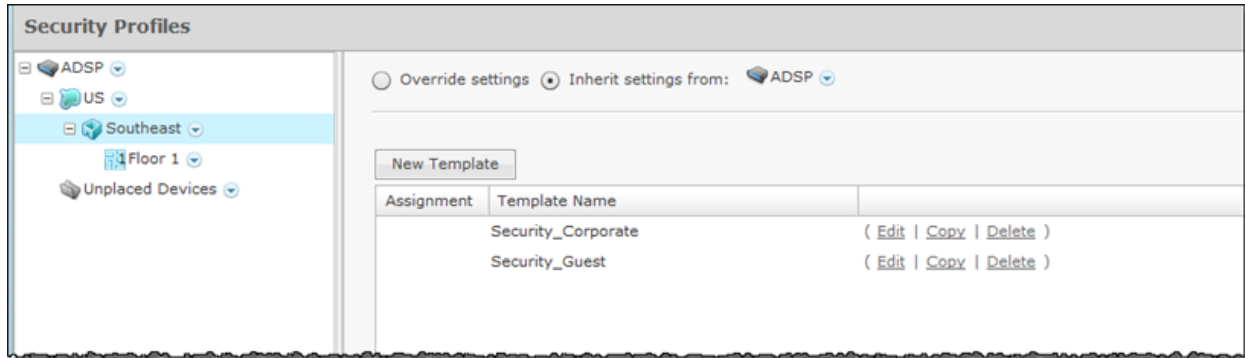 Security Profiles
ADSP
US
Southeast
1 Floor 1
Unplaced Devices
Override settings Inherit settings from: ADSP
New Template
Assignment Template Name
Security_Corporate ( Edit | Copy | Delete )
Security_Guest ( Edit | Copy | Delete )